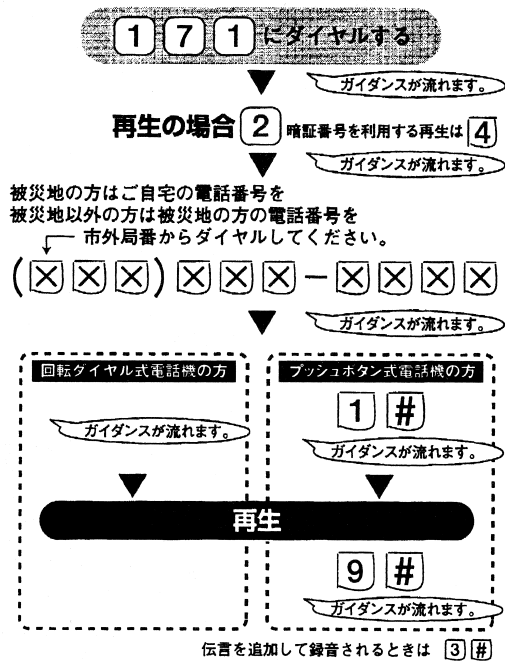 171にダイヤルする
ガイダンスが流れます。
再生の場合2 暗証番号を利用する再生は4
ガイダンスが流れます。
被災地の方はご自宅の電話番号を
被災地以外の方は被災地の方の電話番号を
市外局番からダイヤルしてください。
(×××)×××-××××
ガイダンスが流れます。
回転ダイヤル式電話機の方
ガイダンスが流れます。
プッシュボタン式電話機の方
1#
ガイダンスが流れます。
再生
9#
ガイダンスが流れます。
伝言を追加して録音されるときは 3#